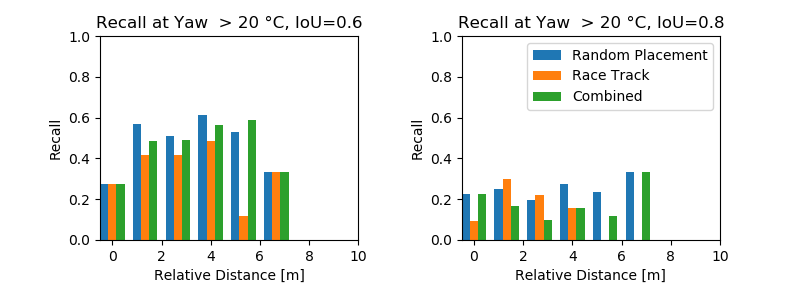 Recall at Yaw  > 20 °C, IoU=0.6
1.0
0.8
0.6
0.4
0.2
0.0
Recall
0 2 4 6 8 10
Relative Distance [m]
Recall at Yaw  > 20 °C, IoU=0.8
1.0
0.8
0.6
0.4
0.2
0.0
Recall
Random Placement
Race Track
Combined
0 2 4 6 8 10
Relative Distance [m]